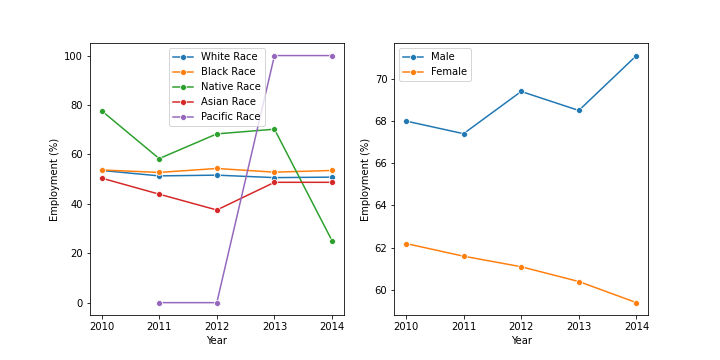 White Race
Black Race
Native Race
Asian Race
Pacific Race
100
80
60
40
20
0
Employment (%)
2010 2011 2012 2013 2014
Year
Male
Female
70
68
66
64
62
60
Employment (%)
2010 2011 2012 2013 2014
Year